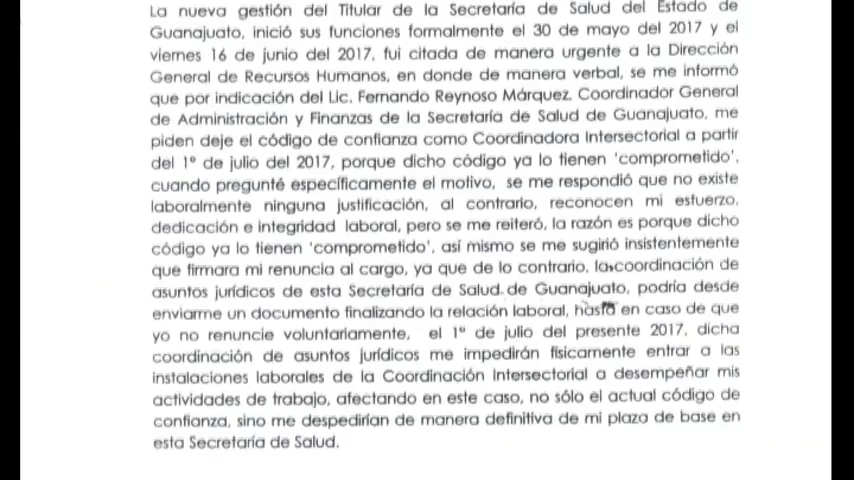 La nueva gestión del Titular de la Secretaría de Salud del Estado de
Guanajuato, inició sus funciones formalmente el 30 de mayo del 2017 y el
viernes 16 de junio del 2017, fui citada de manera urgente a la Dirección
General de Recursos Humanos, en donde de manera verbal, se me informó
que por indicación del Lic. Fernando Reynoso Márquez. Coordinador General
de Administración y Finanzas de la Secretaría de Salud de Guanajuato, me
piden deje el código de confianza como Coordinadora Intersectorial a partir
del 1º de julio del 2017, porque dicho código ya lo tienen 'comprometido',
cuando pregunté específicamente el motivo, se me respondió que no existe
laboralmente ninguna justificación, al contrario, reconocen mi esfuerzo,
dedicación e integridad laboral, pero se me reiteró, la razón es porque dicho
código ya lo tienen 'comprometido', así mismo se me sugirió insistentemente
que firmara mi renuncia al cargo, ya que de lo contrario, la coordinación de
asuntos jurídicos de esta Secretaría de Salud de Guanajuato, podría desde
enviarme un documento finalizando la relación laboral, hasta en caso de que
yo no renuncie voluntariamente, el 1º de julio del presente 2017, dicha
coordinación de asuntos jurídicos me impedirán físicamente entrar a las
instalaciones laborales de la Coordinación Intersectorial a desempeñar mis
actividades de trabajo, afectando en este caso, no sólo el actual código de
confianza, sino me despedirían de manera definitiva de mi plaza de base en
esta Secretaría de Salud.